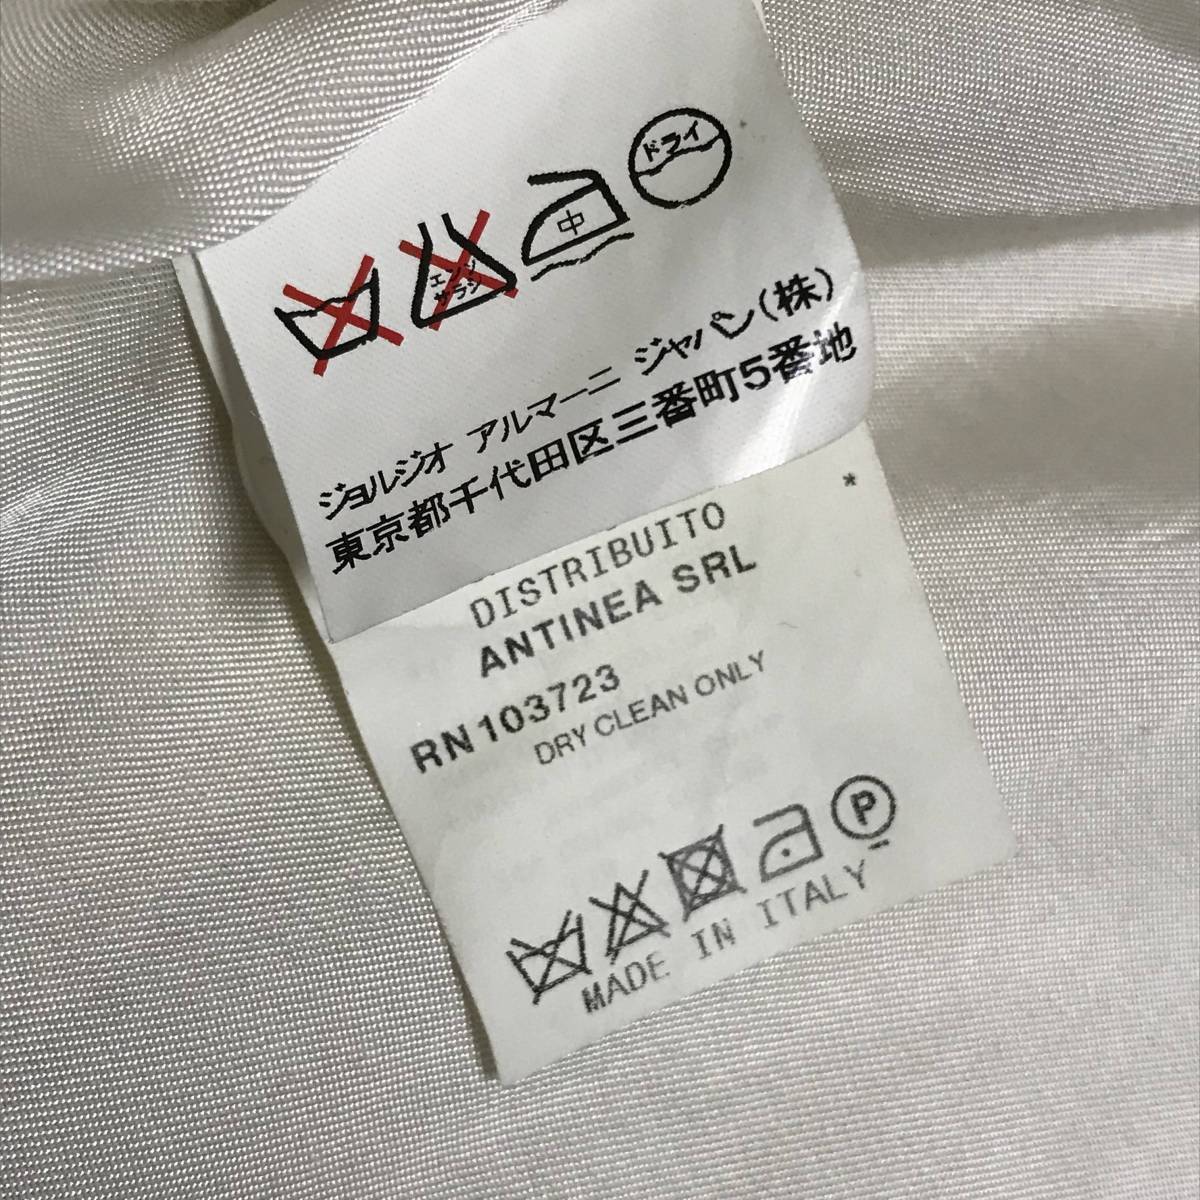 ドライ
中
エンソ
サラシ
ジョルジオ アルマーニ ジャパン(株)
東京都千代田区三番町5番地
*
DISTRIBUITO
ANTINEA SRL
RN 103723
DRY CLEAN ONLY
P
MADE IN ITALY